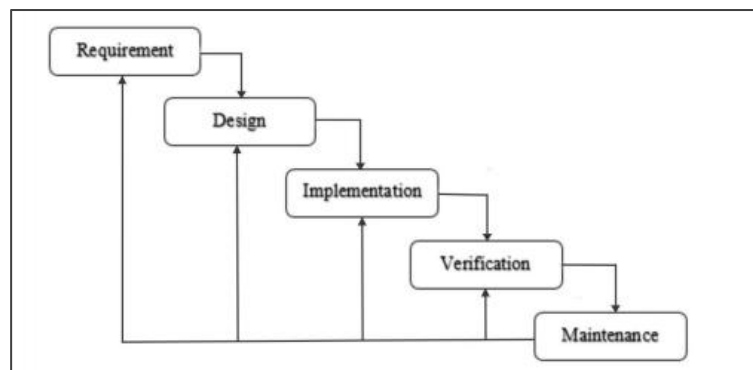 Requirement
Design
Implementation
Verification
Maintenance